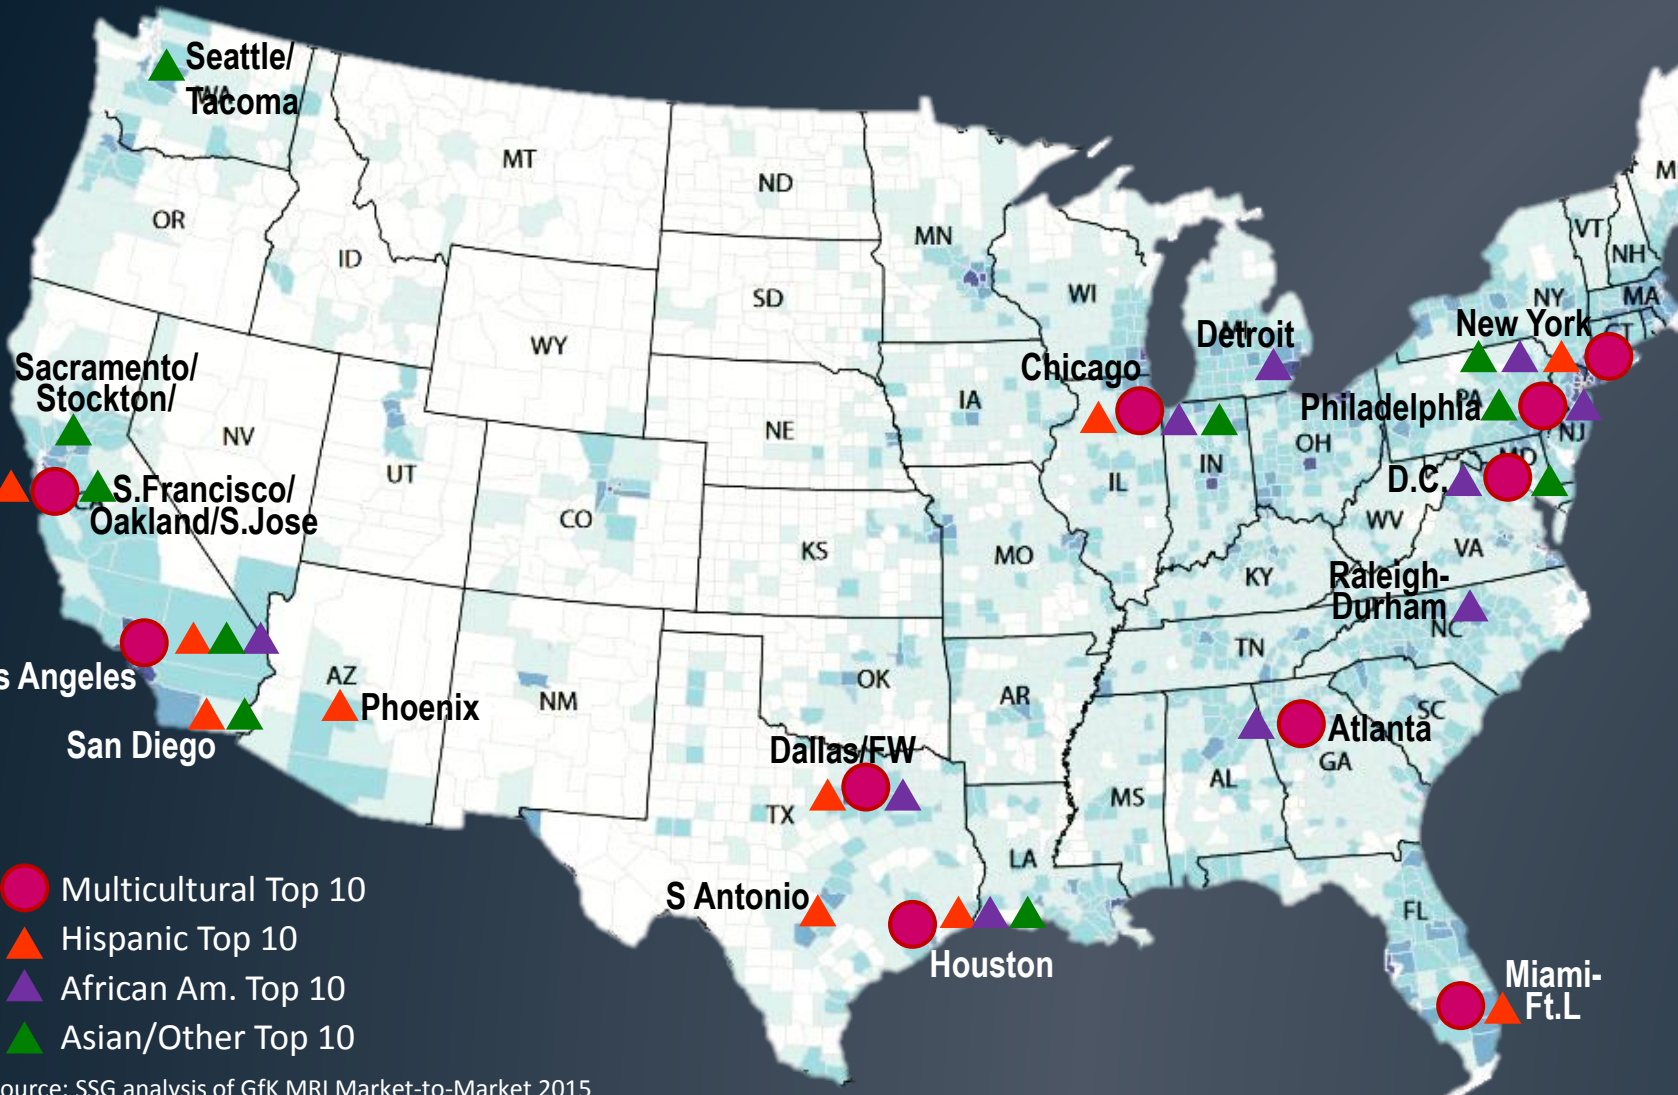 Seattle/
Tacoma
WA
MT
ND
MN
OR
ID
SD
WI
WY
VT
NH
NY
MA
M
Detroit
New York
CT
Sacramento/
Stockton/
Chicago
NV
UT
NE
IA
PA
Philadelphia
NJ
OH
IN
IL
MD
D.C.
S.Francisco/
Oakland/S.Jose
CA
CO
KS
MO
WV
VA
KY
Raleigh-
Durham
NC
TN
s Angeles
AZ
Phoenix
NM
OK
AR
SC
Atlanta
GA
San Diego
Dallas/FW
TX
MS
AL
LA
S Antonio
Houston
FL
Miami-
Ft.L
Multicultural Top 10
Hispanic Top 10
African Am. Top 10
Asian/Other Top 10
ource: SSG analysis of GfK MRI Market-to-Market 2015